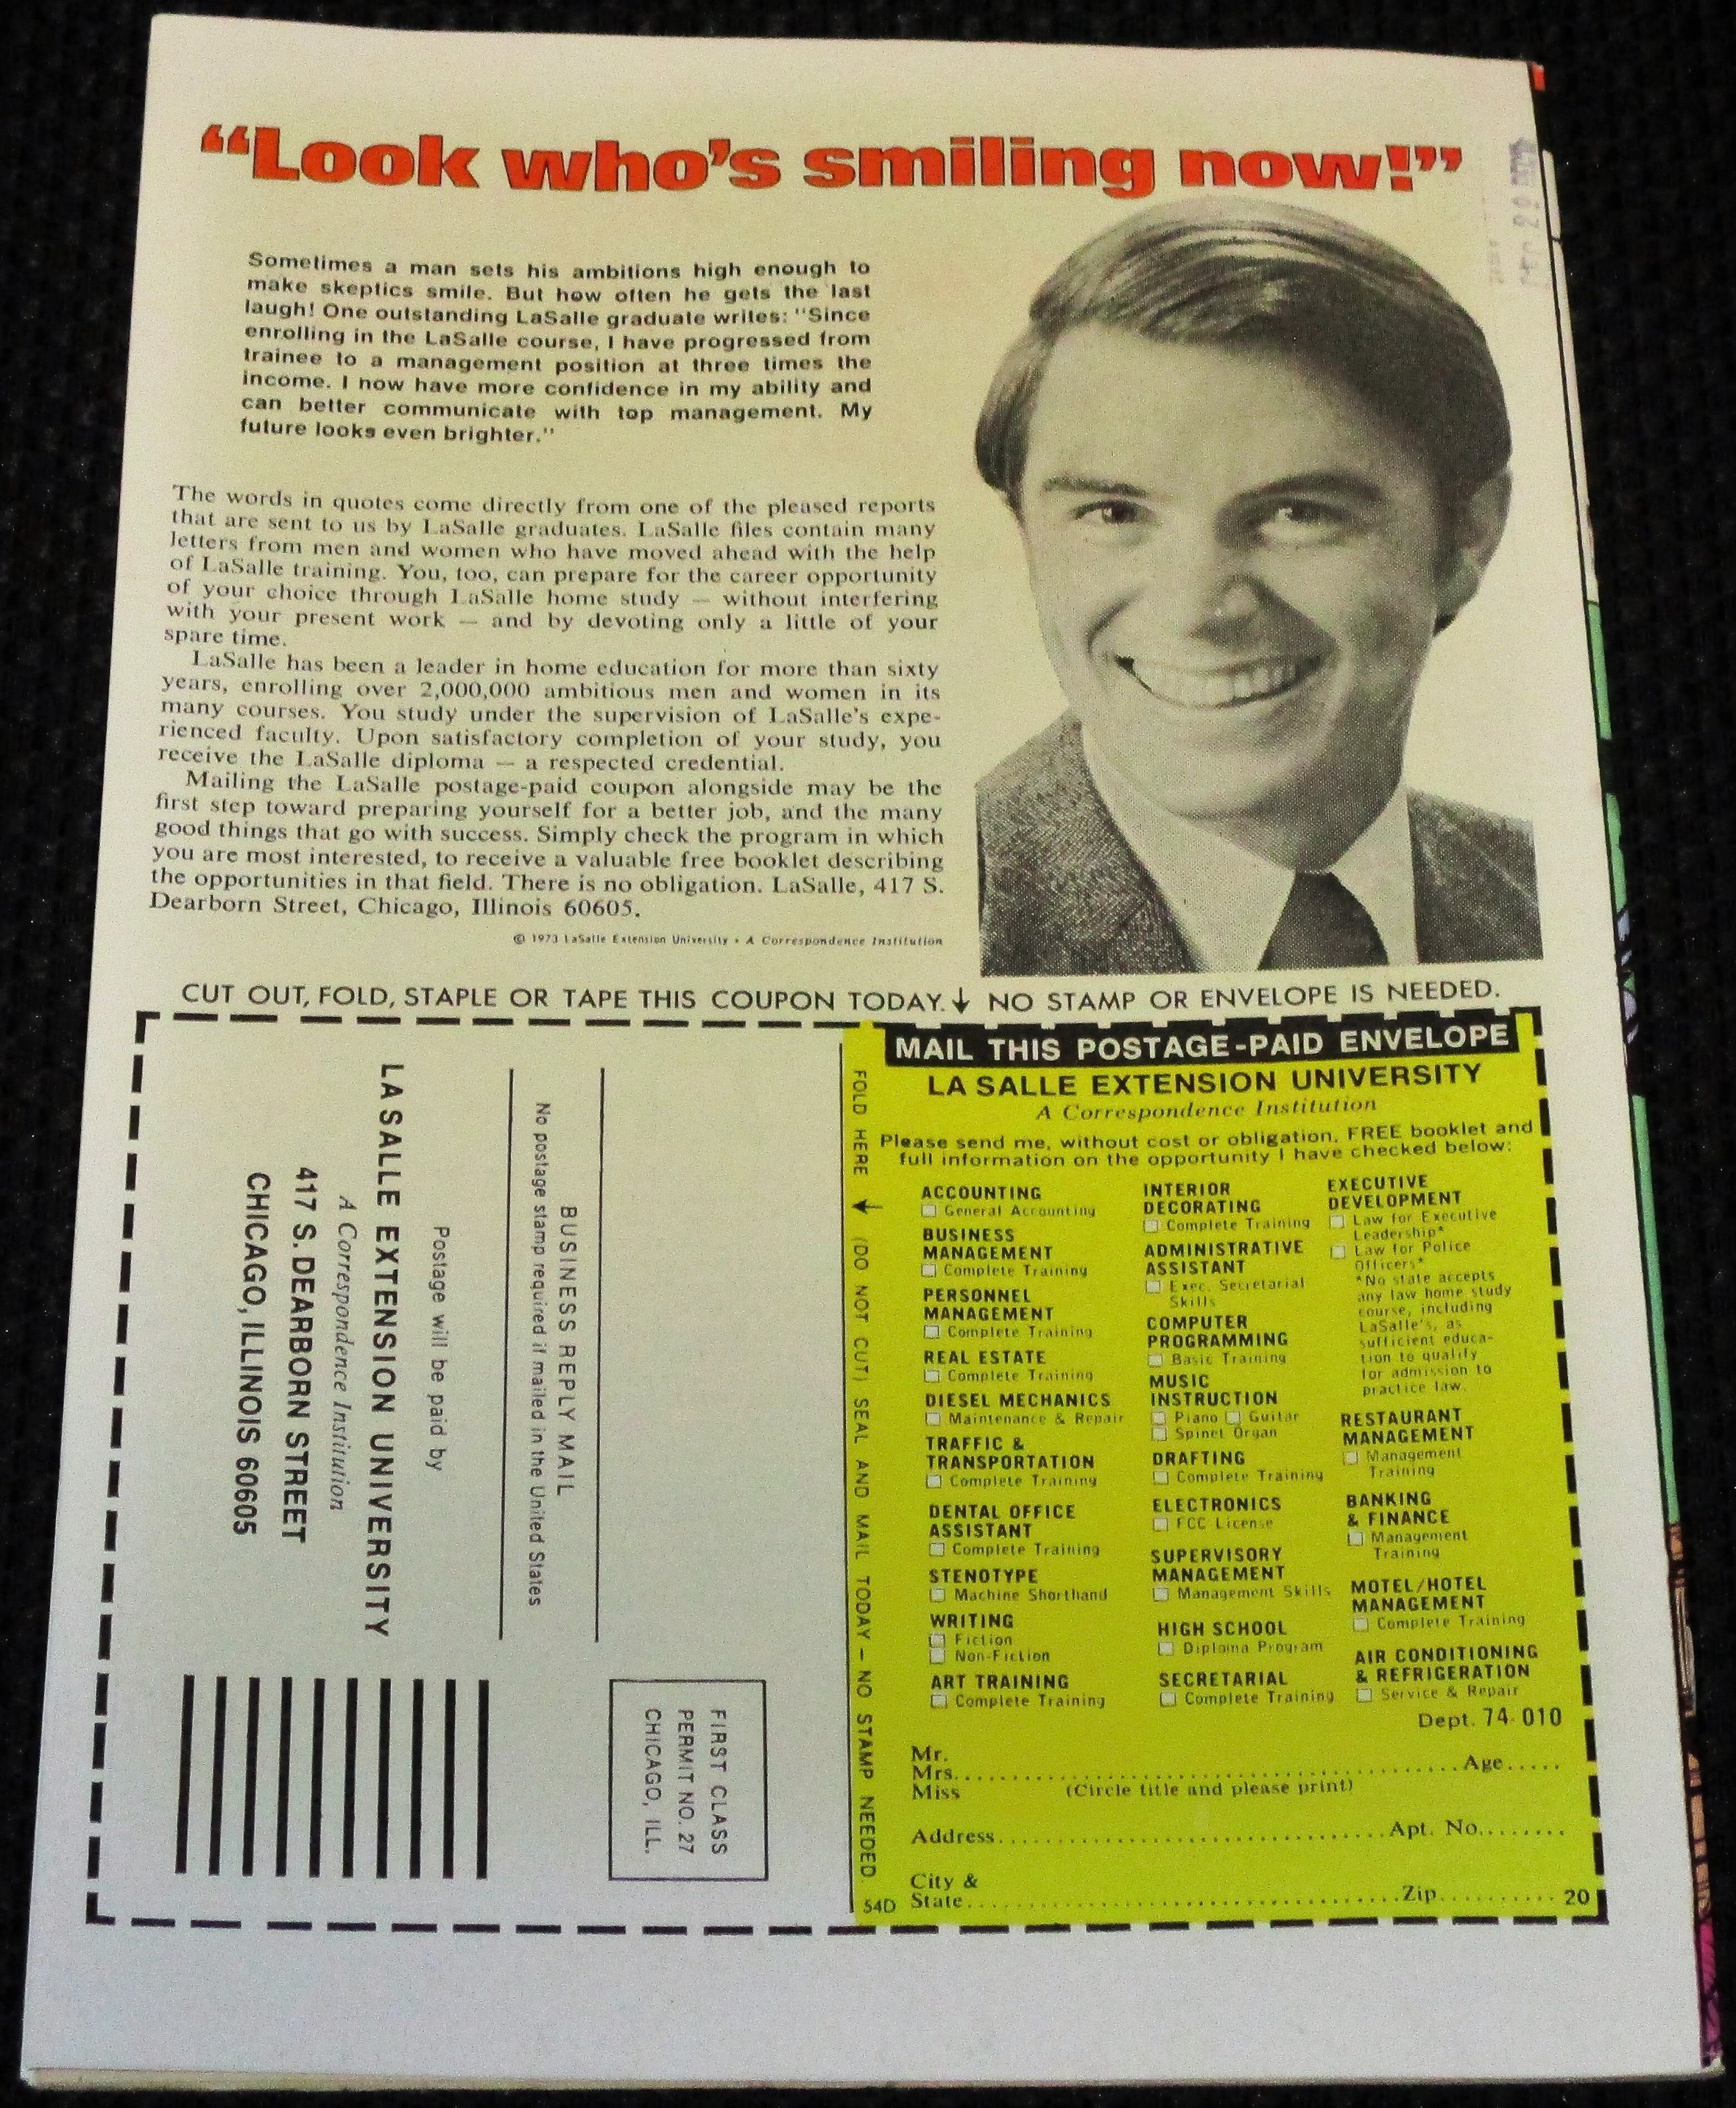 “Look who’s smiling now!”
Sometimes a man sets his ambitions high enough to
make skeptics smile. But how often he gets the last
laugh! One outstanding LaSalle graduate writes: "Since
enrolling in the LaSalle course, I have progressed from
trainee to a management position at three times the
income. I now have more confidence in my ability and
can better communicate with top management. My
future looks even brighter."
The words in quotes come directly from one of the pleased reports
that are sent to us by LaSalle graduates. LaSalle files contain many
letters from men and women who have moved ahead with the help
of LaSalle training. You, too, can prepare for the career opportunity
of your choice through LaSalle home study — without interfering
with your present work — and by devoting only a little of your
spare time.
LaSalle has been a leader in home education for more than sixty
years, enrolling over 2,000,000 ambitious men and women in its
many courses. You study under the supervision of LaSalle's expe-
rienced faculty. Upon satisfactory completion of your study, you
receive the LaSalle diploma — a respected credential.
Mailing the LaSalle postage-paid coupon alongside may be the
first step toward preparing yourself for a better job, and the many
good things that go with success. Simply check the program in which
you are most interested, to receive a valuable free booklet describing
the opportunities in that field. There is no obligation. LaSalle, 417 S.
Dearborn Street, Chicago, Illinois 60605.
© 1973 LaSalle Extension University • A Correspondence Institution
CUT OUT, FOLD, STAPLE OR TAPE THIS COUPON TODAY. NO STAMP OR ENVELOPE IS NEEDED.
FIRST CLASS
PERMIT NO. 27
CHICAGO, ILL.
BUSINESS REPLY MAIL
No postage stamp required if mailed in the United States
Postage will be paid by
LA SALLE EXTENSION UNIVERSITY
A Correspondence Institution
417 S. DEARBORN STREET
CHICAGO, ILLINOIS 60605
FOLD HERE (DO NOT CUT) SEAL AND MAIL TODAY – NO STAMP NEEDED.
MAIL THIS POSTAGE-PAID ENVELOPE
LA SALLE EXTENSION UNIVERSITY
A Correspondence Institution
Please send me, without cost or obligation, FREE booklet and
full information on the opportunity I have checked below:
ACCOUNTING
General Accounting
BUSINESS
MANAGEMENT
Complete Training
PERSONNEL
MANAGEMENT
Complete Training
REAL ESTATE
Complete Training
DIESEL MECHANICS
Maintenance & Repair
TRAFFIC &
TRANSPORTATION
Complete Training
DENTAL OFFICE
ASSISTANT
Complete Training
STENOTYPE
Machine Shorthand
WRITING
Fiction
Non-Fiction
ART TRAINING
Complete Training
INTERIOR
DECORATING
Complete Training
ADMINISTRATIVE
ASSISTANT
Exec. Secretarial
Skills
COMPUTER
PROGRAMMING
Basic Training
MUSIC
INSTRUCTION
Piano Guitar
Spinet Organ
DRAFTING
Complete Training
ELECTRONICS
FCC License
SUPERVISORY
MANAGEMENT
Management Skills
HIGH SCHOOL
Diploma Program
SECRETARIAL
Complete Training
EXECUTIVE
DEVELOPMENT
Law for Executive
Leadership*
Law for Police
Officers*
*No state accepts
any law home study
course, including
LaSalle's, as
sufficient educa-
tion to qualify
for admission to
practice law.
RESTAURANT
MANAGEMENT
Management
Training
BANKING
& FINANCE
Management
Training
MOTEL/HOTEL
MANAGEMENT
Complete Training
AIR CONDITIONING
& REFRIGERATION
Service & Repair
Dept. 74-010
Mr.
Mrs. Age
Miss (Circle title and please print)
Address Apt. No.
City &
State Zip
54D
20